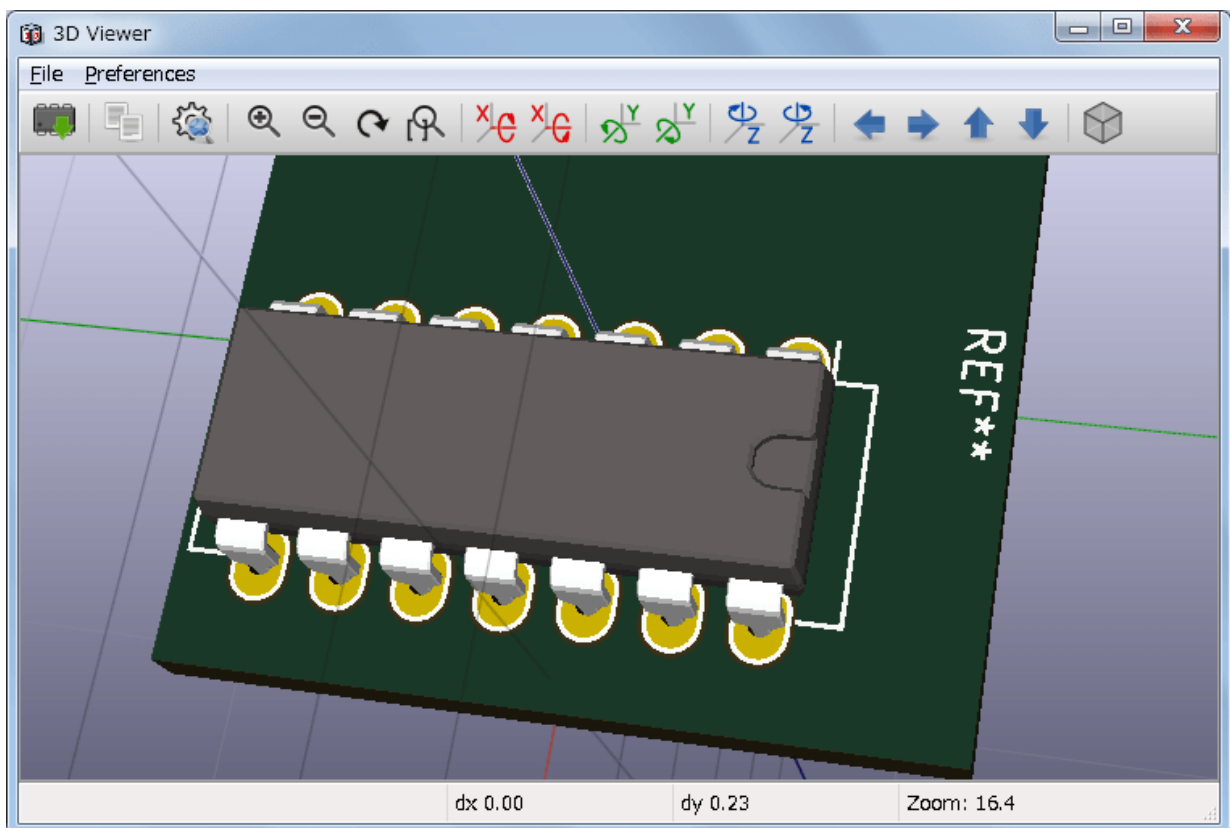 3D Viewer
File Preferences
X X Y Y Z Z
REF**
dx 0.00 dy 0.23 Zoom: 16.4